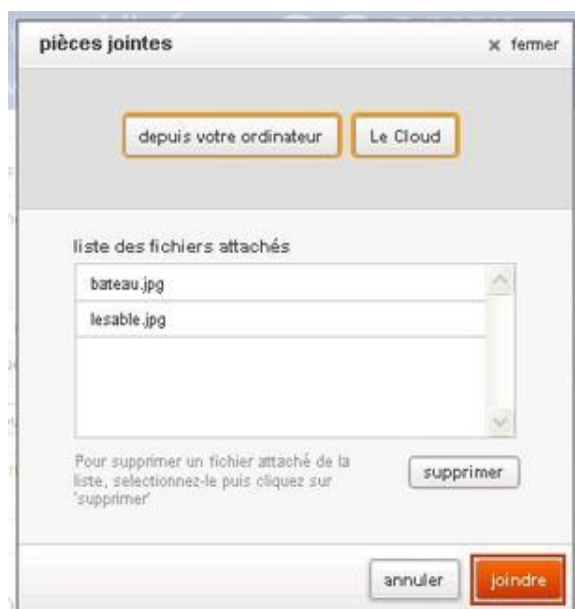 pièces jointes
x fermer
depuis votre ordinateur
Le Cloud
liste des fichiers attachés
bateau.jpg
lesable.jpg
Pour supprimer un fichier attaché de la
liste, selectionnez-le puis cliquez sur
'supprimer'
supprimer
annuler
joindre